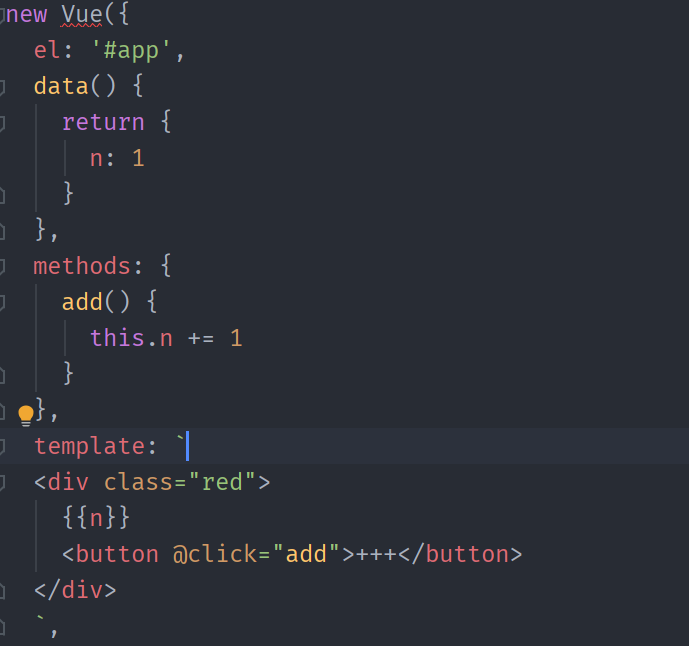 new Vue({
  el: '#app',
  data() {
    return {
      n: 1
    }
  },
  methods: {
    add() {
      this.n += 1
    }
  },
  template: `
  <div class="red">
    {{n}}
    <button @click="add">+++</button>
  </div>
  `,